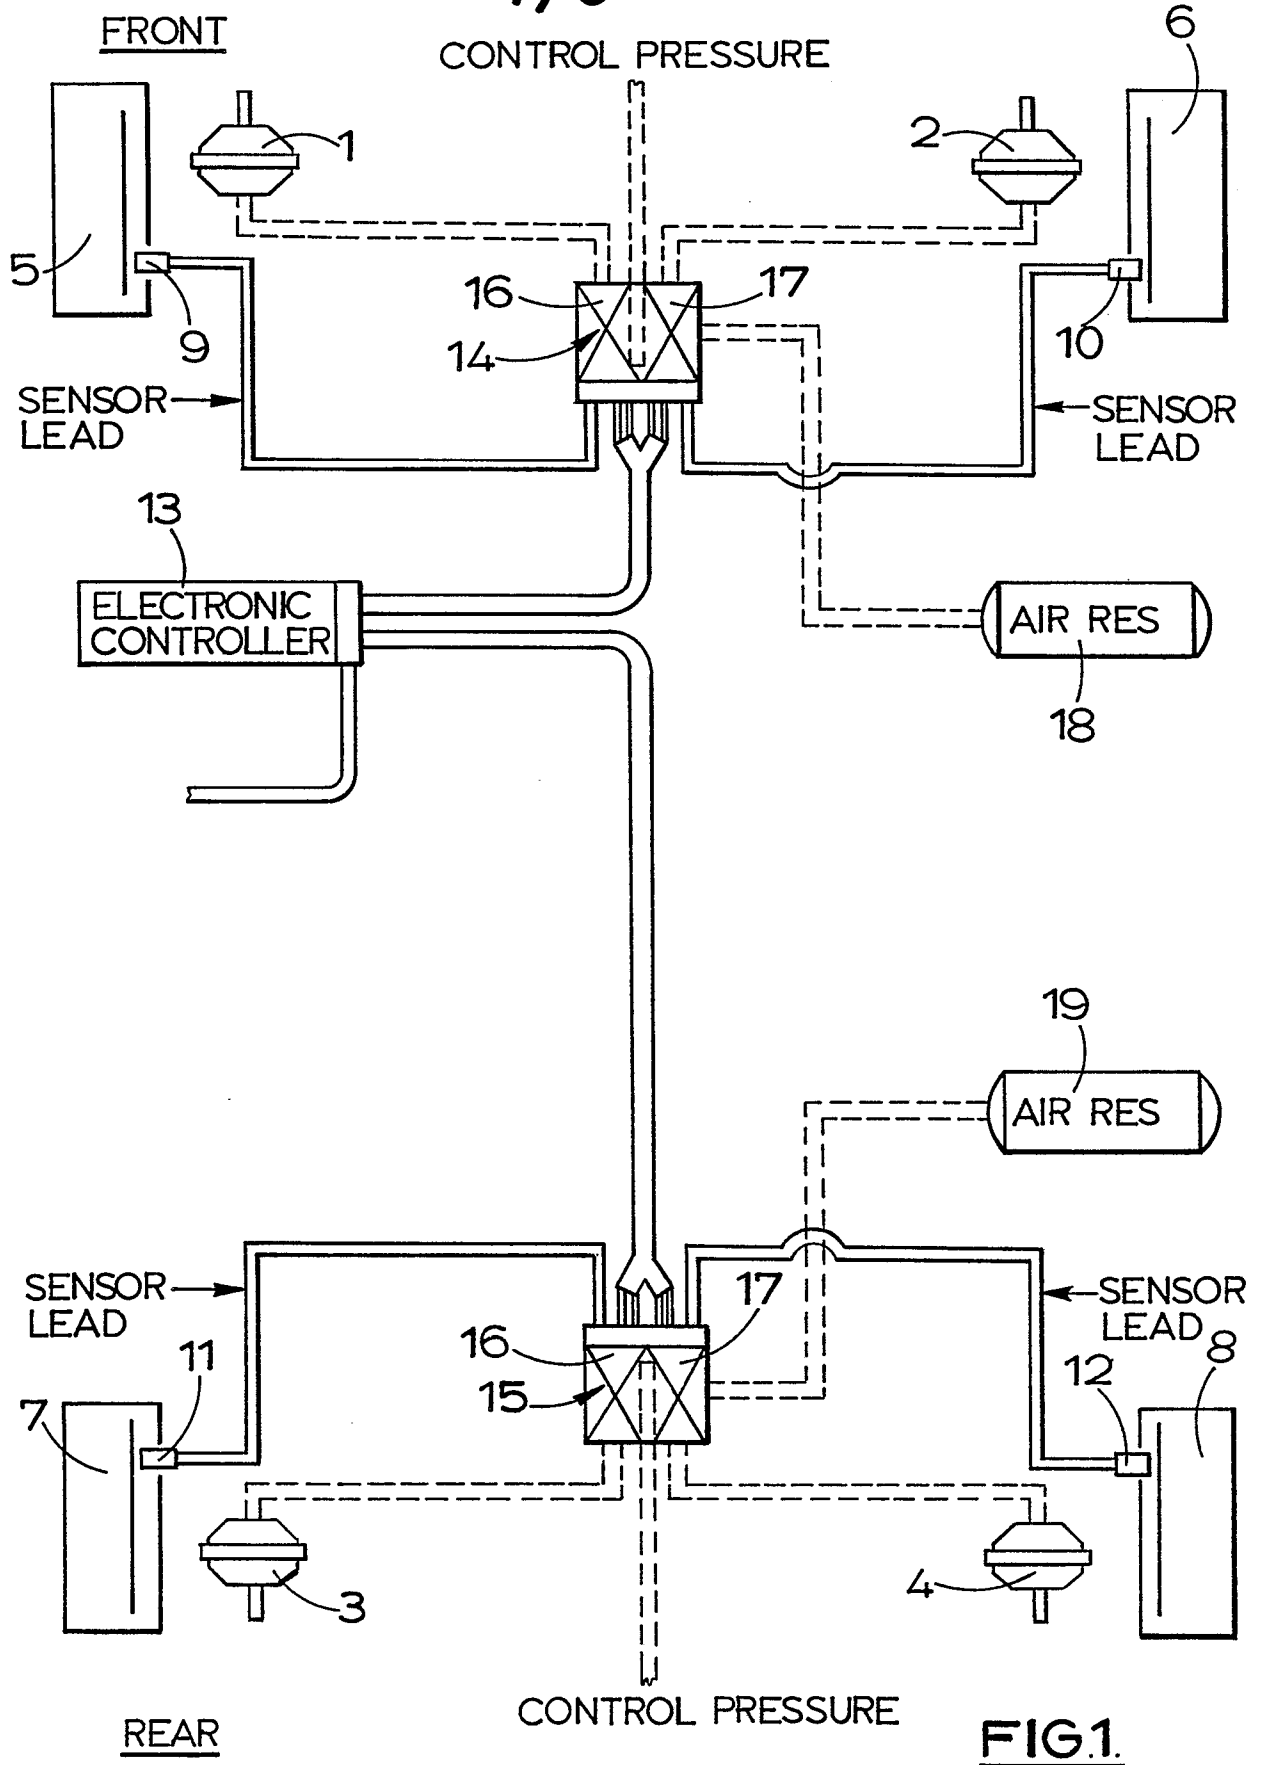 FRONT
CONTROL PRESSURE
6
1
2
5
16
17
9
14
10
SENSOR
LEAD
SENSOR
LEAD
13
ELECTRONIC
CONTROLLER
AIR RES
18
19
AIR RES
SENSOR
LEAD
17
SENSOR
LEAD
16
11
15
12
8
7
3
4
CONTROL PRESSURE
REAR
FIG.1.